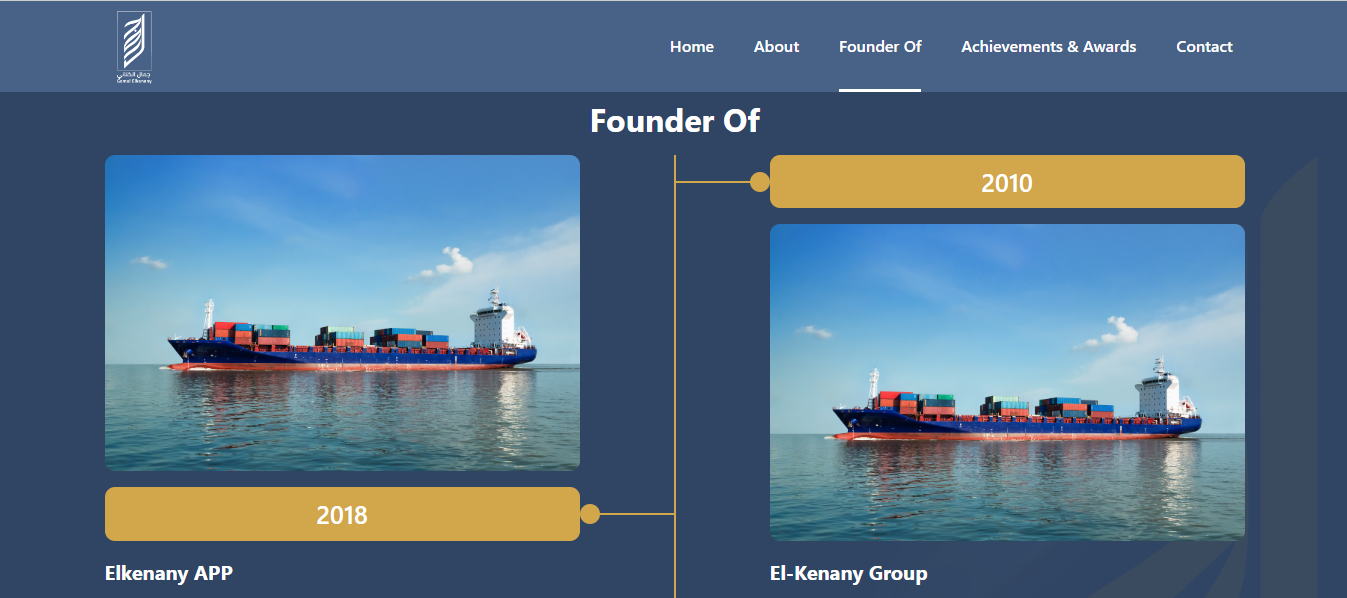 جمال الكناني
Gamal Elkenany
Home
About
Founder Of
Achievements & Awards
Contact
Founder Of
2010
2018
Elkenany APP
El-Kenany Group